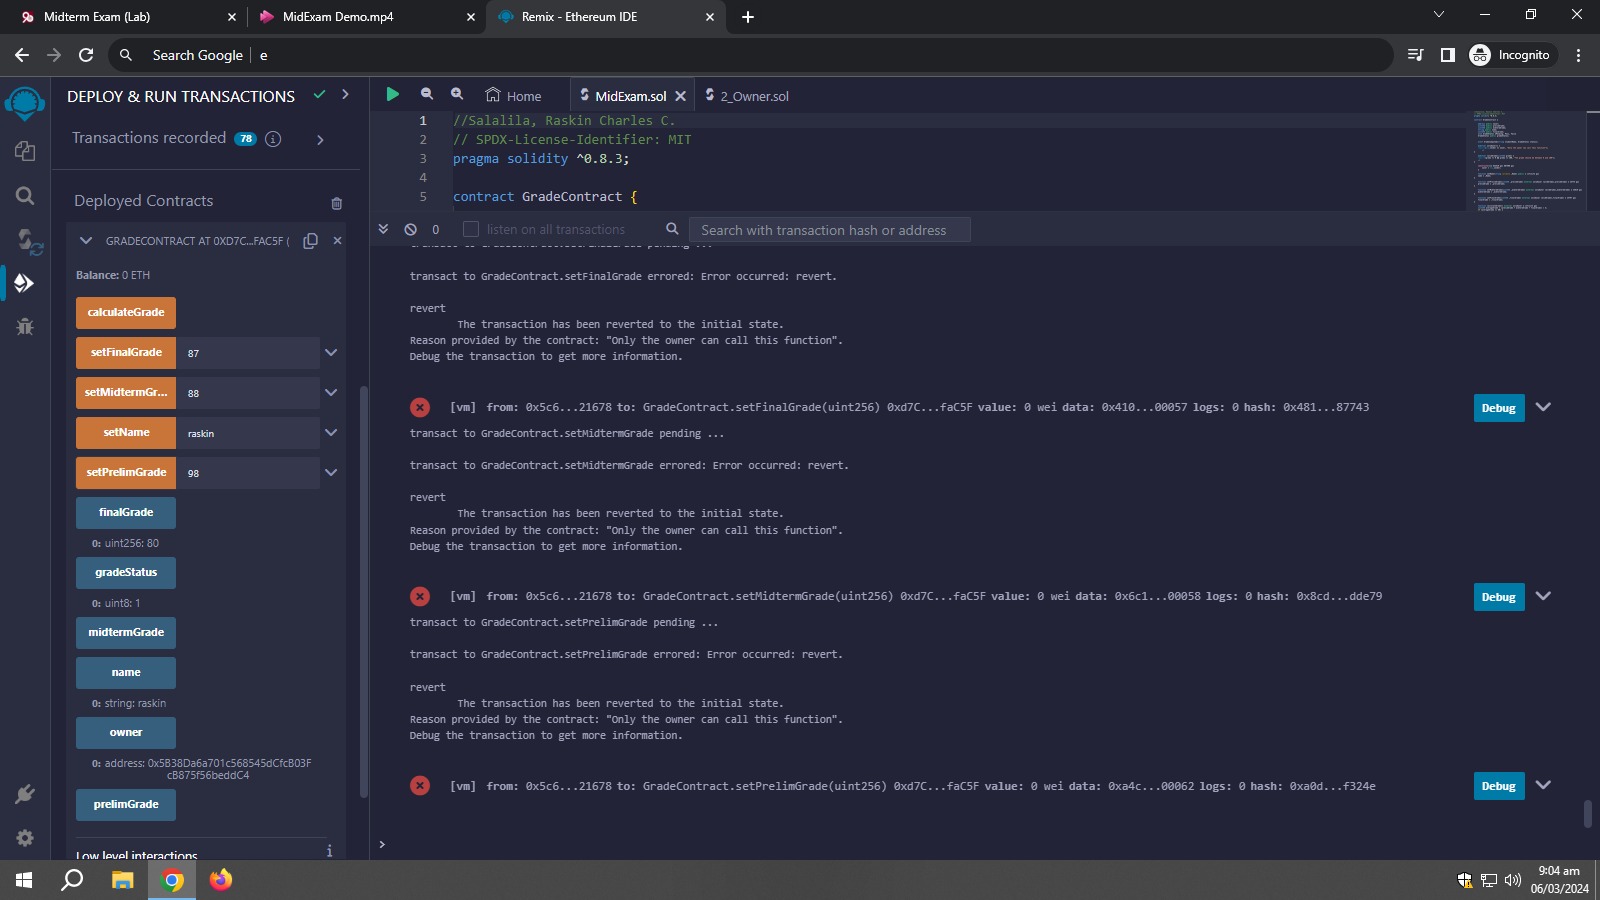 Midterm Exam (Lab)
MidExam Demo.mp4
Remix - Ethereum IDE
Search Google
e
Incognito
DEPLOY & RUN TRANSACTIONS
Transactions recorded 78 i
Deployed Contracts
GRADECONTRACT AT 0XD7C...FAC5F (
Balance: 0 ETH
calculateGrade
setFinalGrade 87
setMidtermGr... 88
setName raskin
setPrelimGrade 98
finalGrade
0: uint256: 80
gradeStatus
0: uint8: 1
midtermGrade
name
0: string: raskin
owner
0: address: 0x5B38Da6a701c568545dCfcB03F
cB875f56beddC4
prelimGrade
Low level interactions i
Home
MidExam.sol
2_Owner.sol
1 //Salalila, Raskin Charles C.
2 // SPDX-License-Identifier: MIT
3 pragma solidity ^0.8.3;
4
5 contract GradeContract {
0 listen on all transactions Search with transaction hash or address
transact to GradeContract.setFinalGrade pending ...
transact to GradeContract.setFinalGrade errored: Error occurred: revert.
revert
The transaction has been reverted to the initial state.
Reason provided by the contract: "Only the owner can call this function".
Debug the transaction to get more information.
[vm] from: 0x5c6...21678 to: GradeContract.setFinalGrade(uint256) 0xd7C...faC5F value: 0 wei data: 0x410...00057 logs: 0 hash: 0x481...87743 Debug
transact to GradeContract.setMidtermGrade pending ...
transact to GradeContract.setMidtermGrade errored: Error occurred: revert.
revert
The transaction has been reverted to the initial state.
Reason provided by the contract: "Only the owner can call this function".
Debug the transaction to get more information.
[vm] from: 0x5c6...21678 to: GradeContract.setMidtermGrade(uint256) 0xd7C...faC5F value: 0 wei data: 0x6c1...00058 logs: 0 hash: 0x8cd...dde79 Debug
transact to GradeContract.setPrelimGrade pending ...
transact to GradeContract.setPrelimGrade errored: Error occurred: revert.
revert
The transaction has been reverted to the initial state.
Reason provided by the contract: "Only the owner can call this function".
Debug the transaction to get more information.
[vm] from: 0x5c6...21678 to: GradeContract.setPrelimGrade(uint256) 0xd7C...faC5F value: 0 wei data: 0xa4c...00062 logs: 0 hash: 0xa0d...f324e Debug
>
9:04 am
06/03/2024